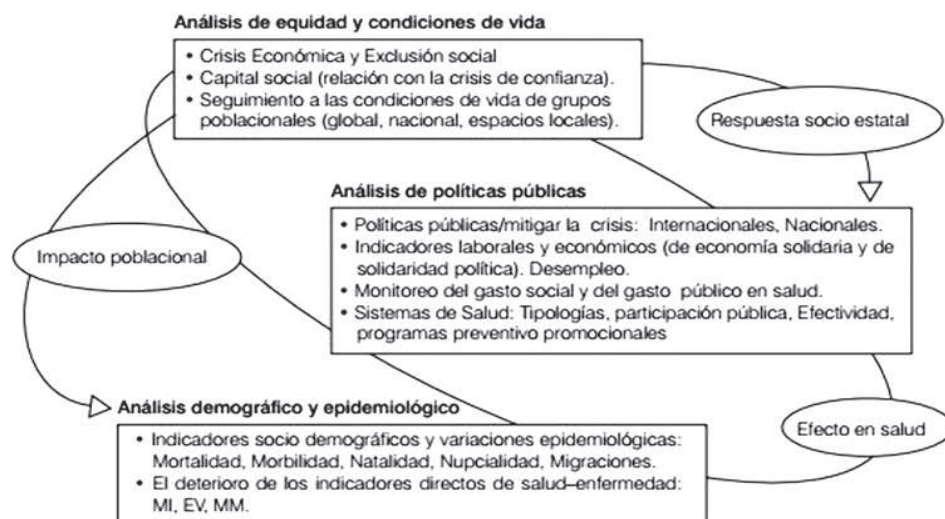 Análisis de equidad y condiciones de vida
• Crisis Económica y Exclusión social
• Capital social (relación con la crisis de confianza).
• Seguimiento a las condiciones de vida de grupos
poblacionales (global, nacional, espacios locales).
Respuesta socio estatal
Análisis de políticas públicas
• Políticas públicas/mitigar la crisis: Internacionales, Nacionales.
• Indicadores laborales y económicos (de economía solidaria y de
solidaridad política). Desempleo.
• Monitoreo del gasto social y del gasto público en salud.
• Sistemas de Salud: Tipologías, participación pública, Efectividad,
programas preventivo promocionales
Impacto poblacional
Análisis demográfico y epidemiológico
• Indicadores socio demográficos y variaciones epidemiológicas:
Mortalidad, Morbilidad, Natalidad, Nupcialidad, Migraciones.
• El deterioro de los indicadores directos de salud–enfermedad:
MI, EV, MM.
Efecto en salud